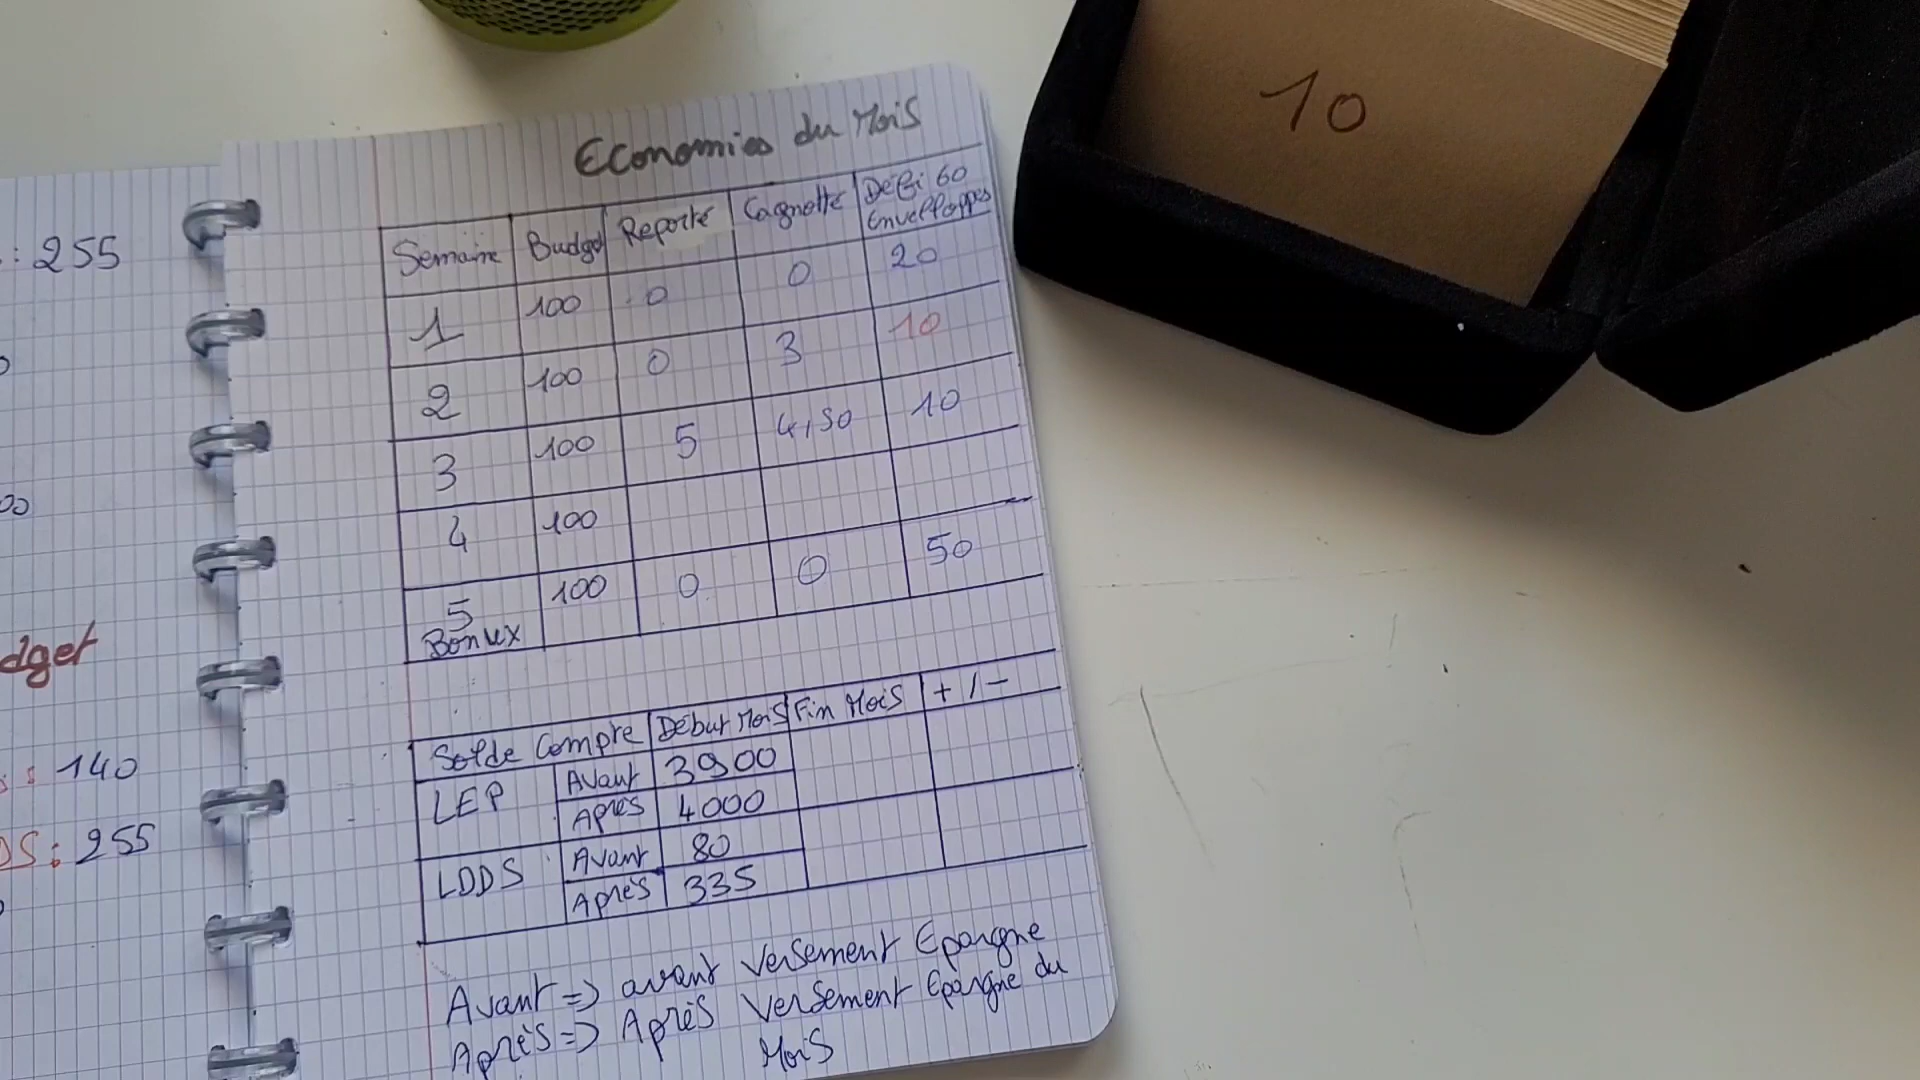 : 255
00
dget
: 140
DS: 255
Economies du Mois
Semaine Budget Reporté Cagnotte Défi 60 Envelloppes
1 100 0 0 20
2 100 0 3 10
3 100 5 4,50 10
4 100
5 Bonux 100 0 0 50
Solde Compte Début Mois Fin Mois + / -
LEP Avant 3900
Après 4000
LDDS Avant 80
Après 335
Avant => avant Versement Epargne
Après => Après Versement Epargne du
Mois
10